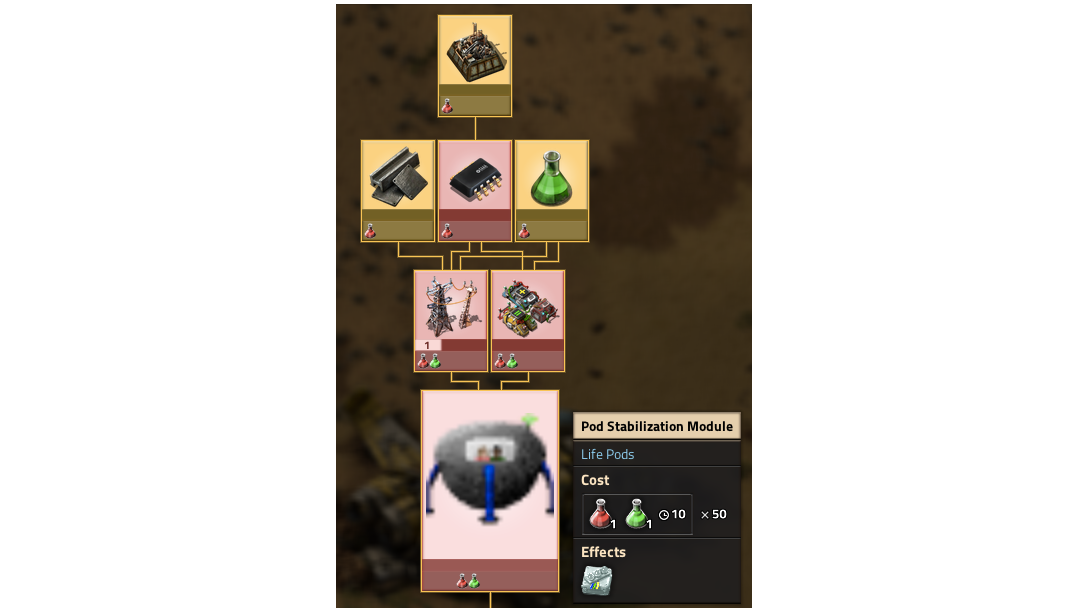 1
Pod Stabilization Module
Life Pods
Cost
1 1 10 × 50
Effects